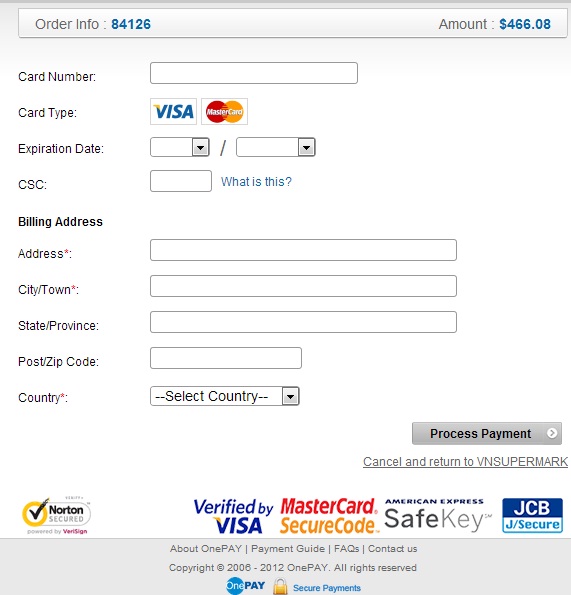 Order Info : 84126 Amount : $466.08
Card Number:
Card Type: VISA MasterCard
Expiration Date: /
CSC: What is this?
Billing Address
Address*:
City/Town*:
State/Province:
Post/Zip Code:
Country*: --Select Country--
Process Payment
Cancel and return to VNSUPERMARK
VERIFY
Norton
SECURED
powered by VeriSign
Verified by
VISA
MasterCard
SecureCode
AMERICAN EXPRESS
SafeKey SM
JCB
J/Secure
About OnePAY | Payment Guide | FAQs | Contact us
Copyright © 2006 - 2012 OnePAY. All rights reserved
OnePAY Secure Payments